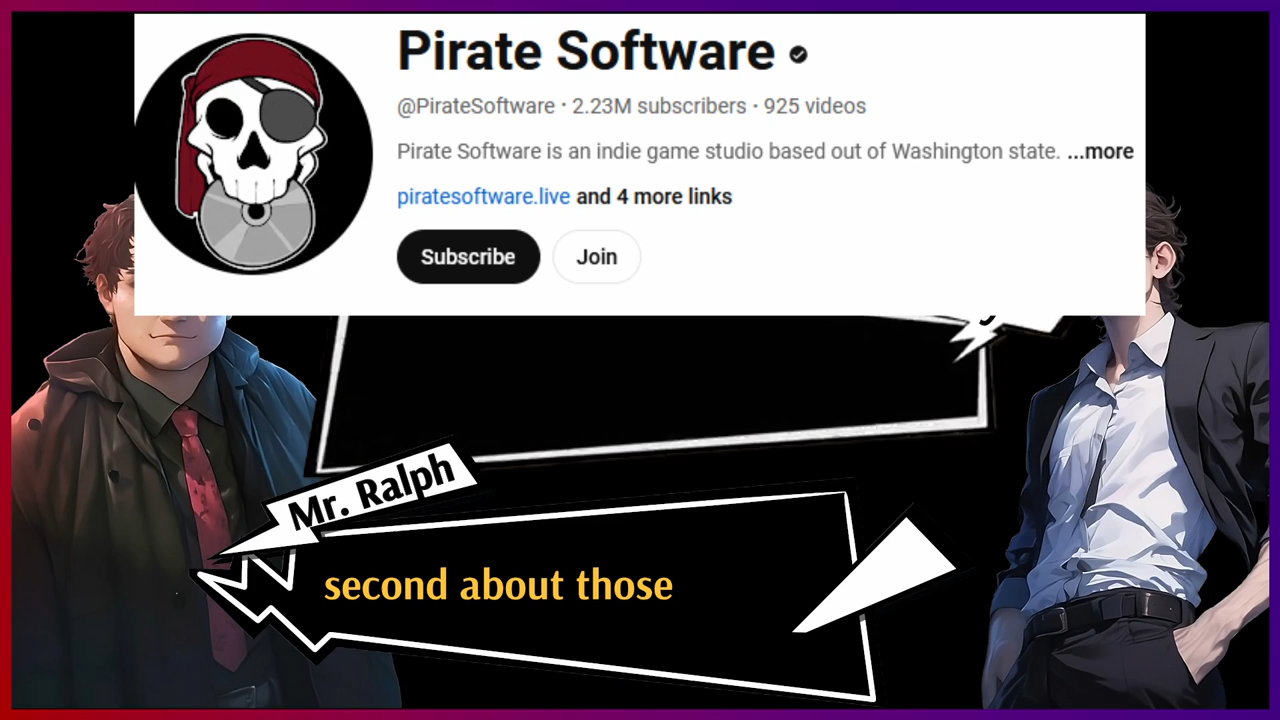 Pirate Software
@PirateSoftware · 2.23M subscribers · 925 videos
Pirate Software is an indie game studio based out of Washington state. ...more
piratesoftware.live and 4 more links
Subscribe Join
Mr. Ralph
second about those